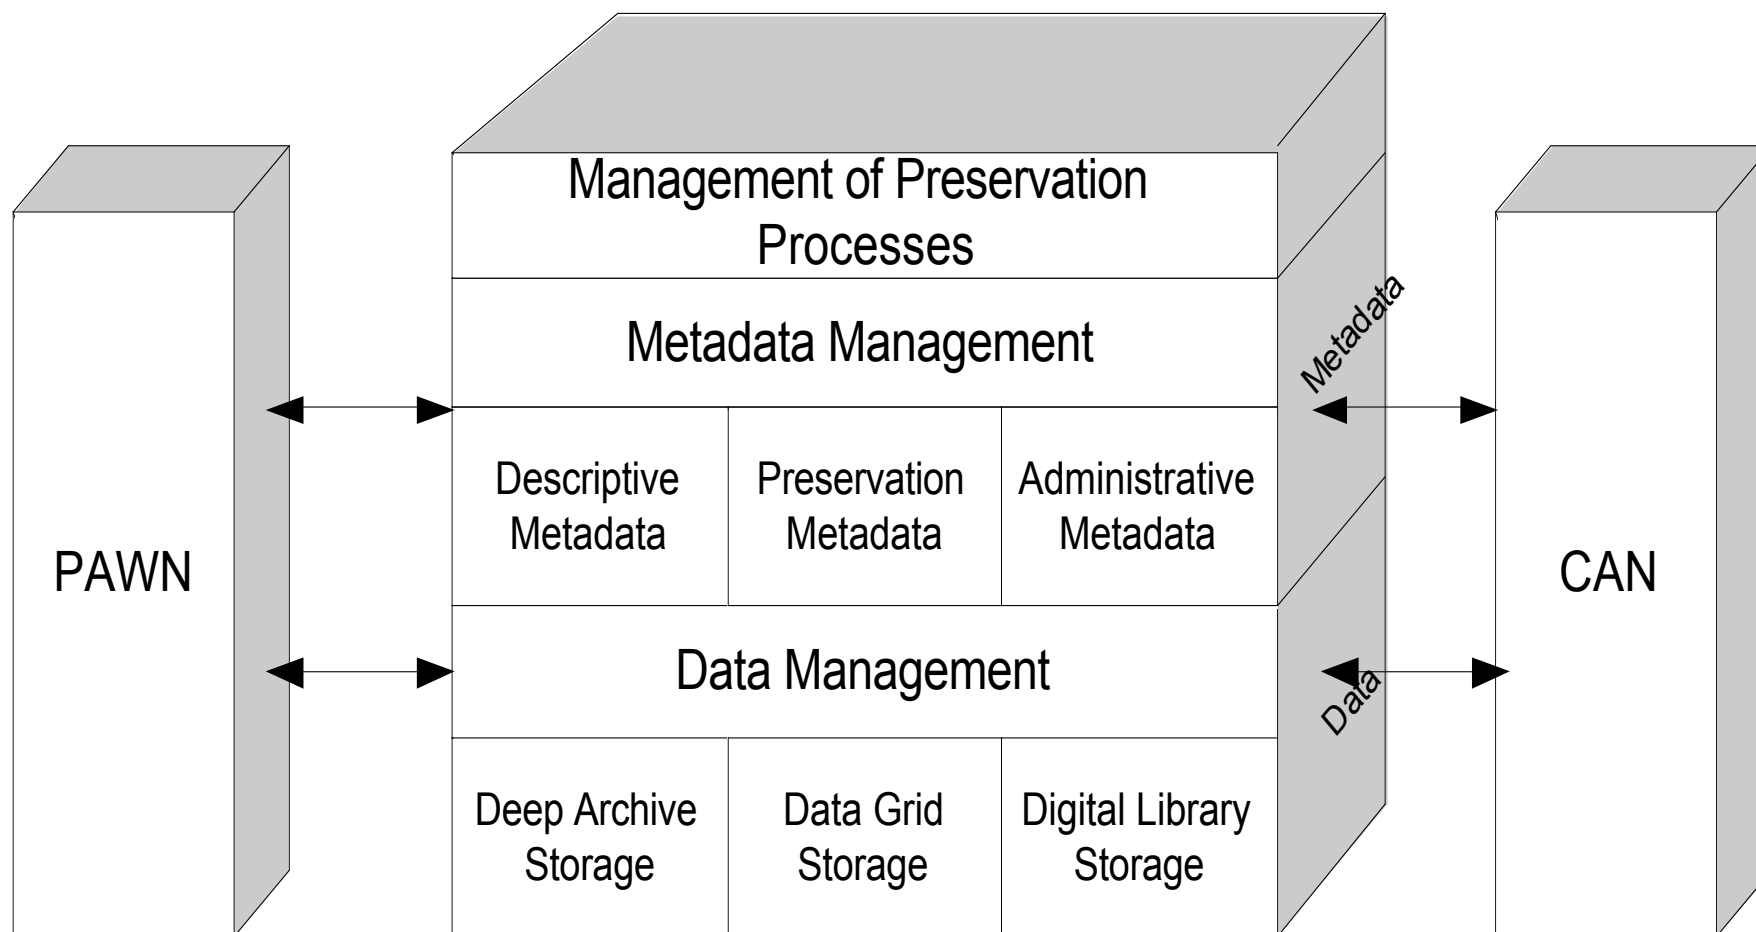 Management of Preservation
Processes
Metadata Management
Metadata
Descriptive
Metadata
Preservation
Metadata
Administrative
Metadata
PAWN
CAN
Data Management
Data
Deep Archive
Storage
Data Grid
Storage
Digital Library
Storage